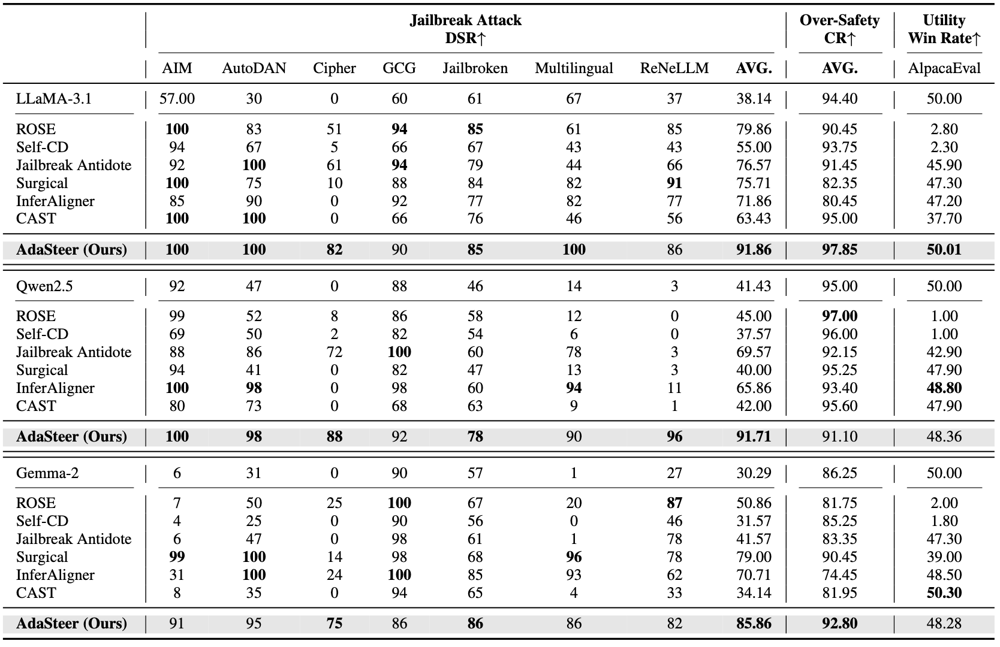 Jailbreak Attack Over-Safety Utility
DSR↑ CR↑ Win Rate↑
AIM AutoDAN Cipher GCG Jailbroken Multilingual ReNeLLM AVG. AVG. AlpacaEval
LLaMA-3.1 57.00 30 0 60 61 67 37 38.14 94.40 50.00
ROSE 100 83 51 94 85 61 85 79.86 90.45 2.80
Self-CD 94 67 5 66 67 43 43 55.00 93.75 2.30
Jailbreak Antidote 92 100 61 94 79 44 66 76.57 91.45 45.90
Surgical 100 75 10 88 84 82 91 75.71 82.35 47.30
InferAligner 85 90 0 92 77 82 77 71.86 80.45 47.20
CAST 100 100 0 66 76 46 56 63.43 95.00 37.70
AdaSteer (Ours) 100 100 82 90 85 100 86 91.86 97.85 50.01
Qwen2.5 92 47 0 88 46 14 3 41.43 95.00 50.00
ROSE 99 52 8 86 58 12 0 45.00 97.00 1.00
Self-CD 69 50 2 82 54 6 0 37.57 96.00 1.00
Jailbreak Antidote 88 86 72 100 60 78 3 69.57 92.15 42.90
Surgical 94 41 0 82 47 13 3 40.00 95.25 47.90
InferAligner 100 98 0 98 60 94 11 65.86 93.40 48.80
CAST 80 73 0 68 63 9 1 42.00 95.60 47.90
AdaSteer (Ours) 100 98 88 92 78 90 96 91.71 91.10 48.36
Gemma-2 6 31 0 90 57 1 27 30.29 86.25 50.00
ROSE 7 50 25 100 67 20 87 50.86 81.75 2.00
Self-CD 4 25 0 90 56 0 46 31.57 85.25 1.80
Jailbreak Antidote 6 47 0 98 61 1 78 41.57 83.35 47.30
Surgical 99 100 14 98 68 96 78 79.00 90.45 39.00
InferAligner 31 100 24 100 85 93 62 70.71 74.45 48.50
CAST 8 35 0 94 65 4 33 34.14 81.95 50.30
AdaSteer (Ours) 91 95 75 86 86 86 82 85.86 92.80 48.28